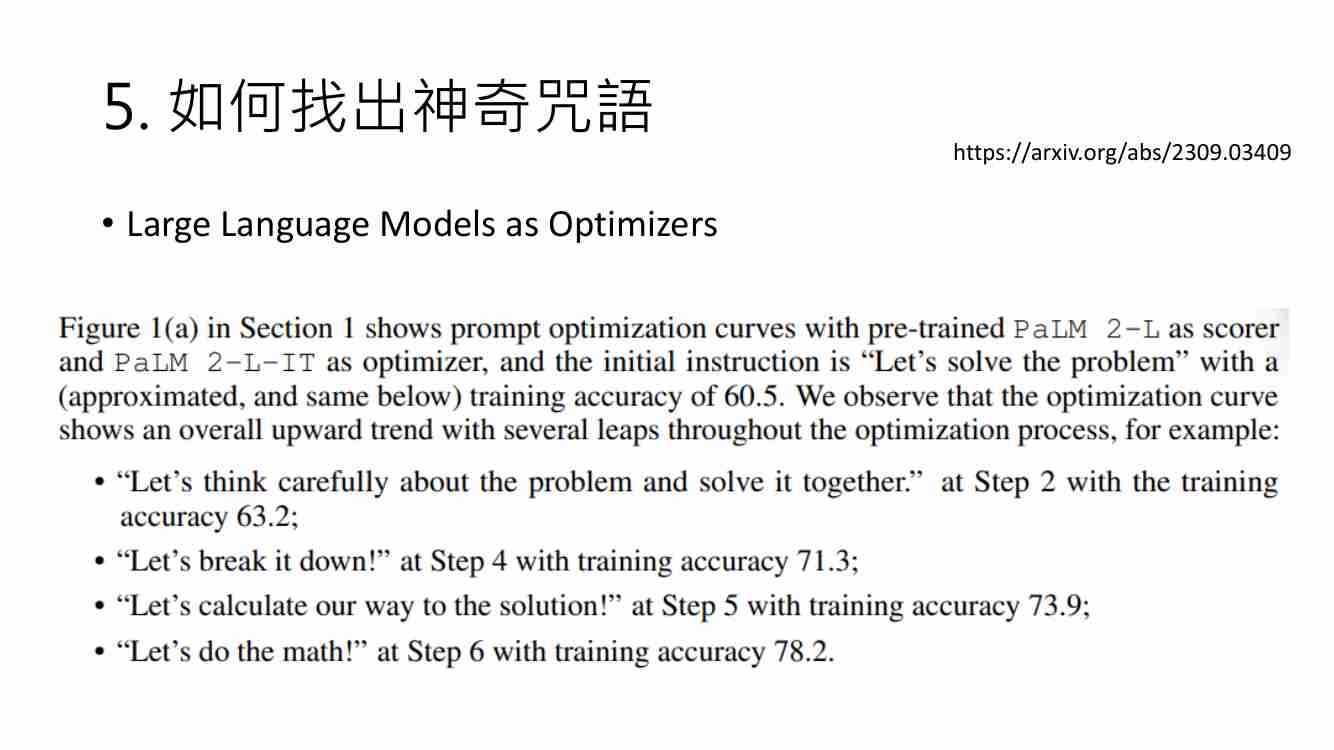 5. 如何找出神奇咒語
https://arxiv.org/abs/2309.03409
• Large Language Models as Optimizers
Figure 1(a) in Section 1 shows prompt optimization curves with pre-trained PaLM 2-L as scorer
and PaLM 2-L-IT as optimizer, and the initial instruction is “Let’s solve the problem” with a
(approximated, and same below) training accuracy of 60.5. We observe that the optimization curve
shows an overall upward trend with several leaps throughout the optimization process, for example:
• “Let’s think carefully about the problem and solve it together.” at Step 2 with the training
accuracy 63.2;
• “Let’s break it down!” at Step 4 with training accuracy 71.3;
• “Let’s calculate our way to the solution!” at Step 5 with training accuracy 73.9;
• “Let’s do the math!” at Step 6 with training accuracy 78.2.